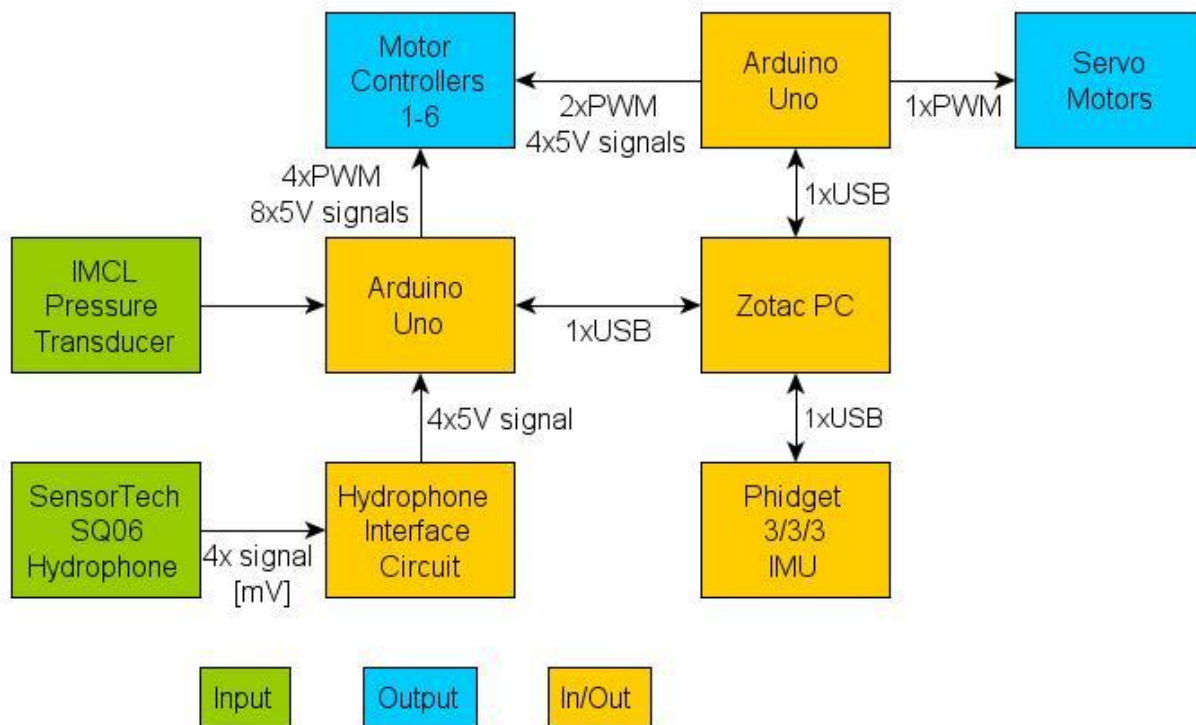 Motor
Controllers
1-6
2xPWM
4x5V signals
Arduino
Uno
1xPWM
Servo
Motors
4xPWM
8x5V signals
1xUSB
IMCL
Pressure
Transducer
Arduino
Uno
1xUSB
Zotac PC
4x5V signal
1xUSB
SensorTech
SQ06
Hydrophone
4x signal
[mV]
Hydrophone
Interface
Circuit
Phidget
3/3/3
IMU
Input
Output
In/Out